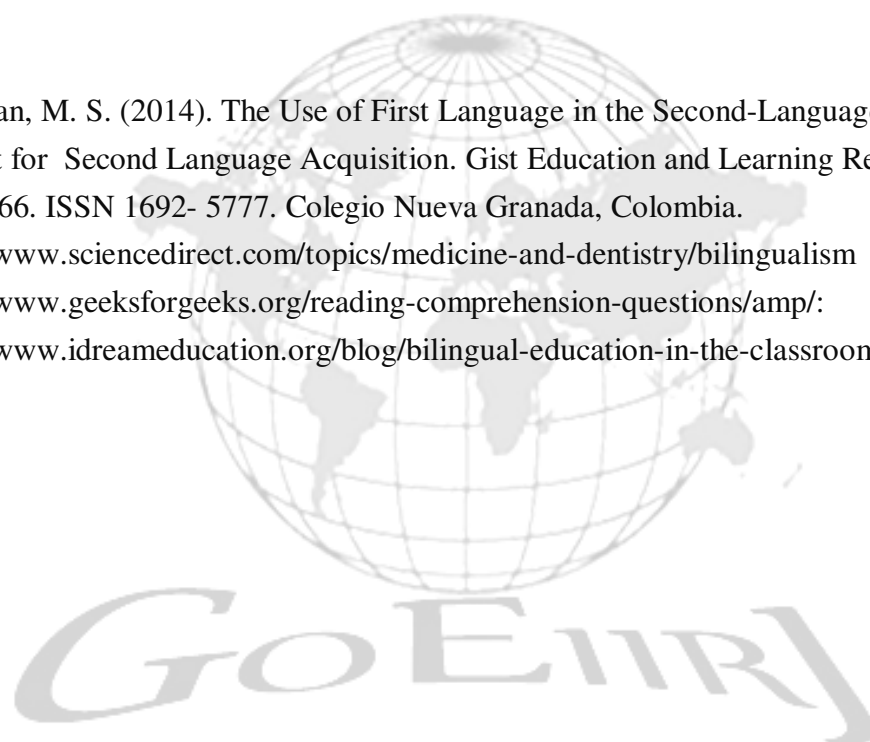 an, M. S. (2014). The Use of First Language in the Second-Language
t for Second Language Acquisition. Gist Education and Learning Re
66. ISSN 1692- 5777. Colegio Nueva Granada, Colombia.
www.sciencedirect.com/topics/medicine-and-dentistry/bilingualism
www.geeksforgeeks.org/reading-comprehension-questions/amp/:
www.idreameducation.org/blog/bilingual-education-in-the-classroom
GOEIIRJ